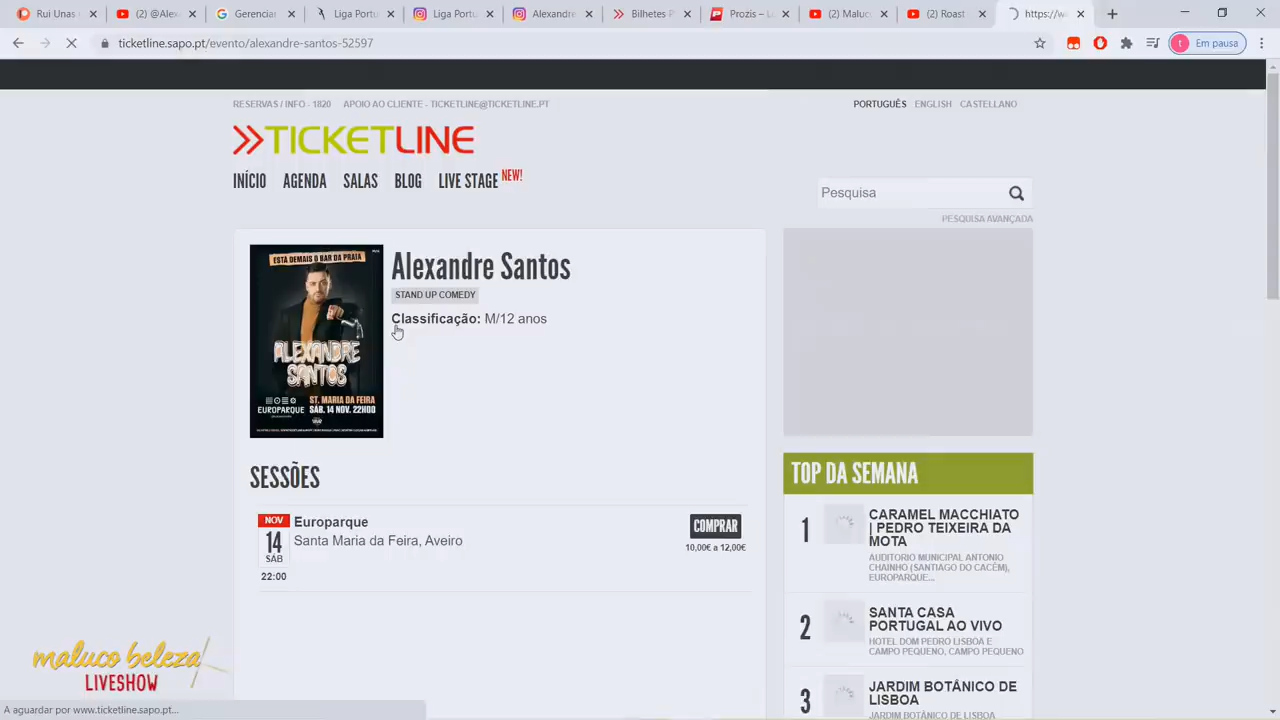 Rui Unas
(2) @Alex
Gerenciar
Liga Portu
Liga Portu
Alexandre
Bilhetes P
Prozis – L
(2) Maluc
(2) Roast
https://w
ticketline.sapo.pt/evento/alexandre-santos-52597
t
Em pausa
RESERVAS / INFO - 1820
APOIO AO CLIENTE - TICKETLINE@TICKETLINE.PT
PORTUGUÊS
ENGLISH
CASTELLANO
TICKETLINE
INÍCIO
AGENDA
SALAS
BLOG
LIVE STAGE NEW!
Pesquisa
PESQUISA AVANÇADA
ESTÁ DEMAIS O BAR DA PRAIA
ALEXANDRE
SANTOS
EUROPARQUE
ST. MARIA DA FEIRA
SÁB. 14 NOV. 22H00
Alexandre Santos
STAND UP COMEDY
Classificação: M/12 anos
SESSÕES
NOV
14
SÁB
22:00
Europarque
Santa Maria da Feira, Aveiro
COMPRAR
10,00€ a 12,00€
TOP DA SEMANA
1
CARAMEL MACCHIATO
| PEDRO TEIXEIRA DA
MOTA
AUDITORIO MUNICIPAL ANTONIO
CHAINHO (SANTIAGO DO CACÉM),
EUROPARQUE...
2
SANTA CASA
PORTUGAL AO VIVO
HOTEL DOM PEDRO LISBOA E
CAMPO PEQUENO, CAMPO PEQUENO
3
JARDIM BOTÂNICO DE
LISBOA
JARDIM BOTÂNICO DE LISBOA
maluco beleza
LIVESHOW
A aguardar por www.ticketline.sapo.pt...